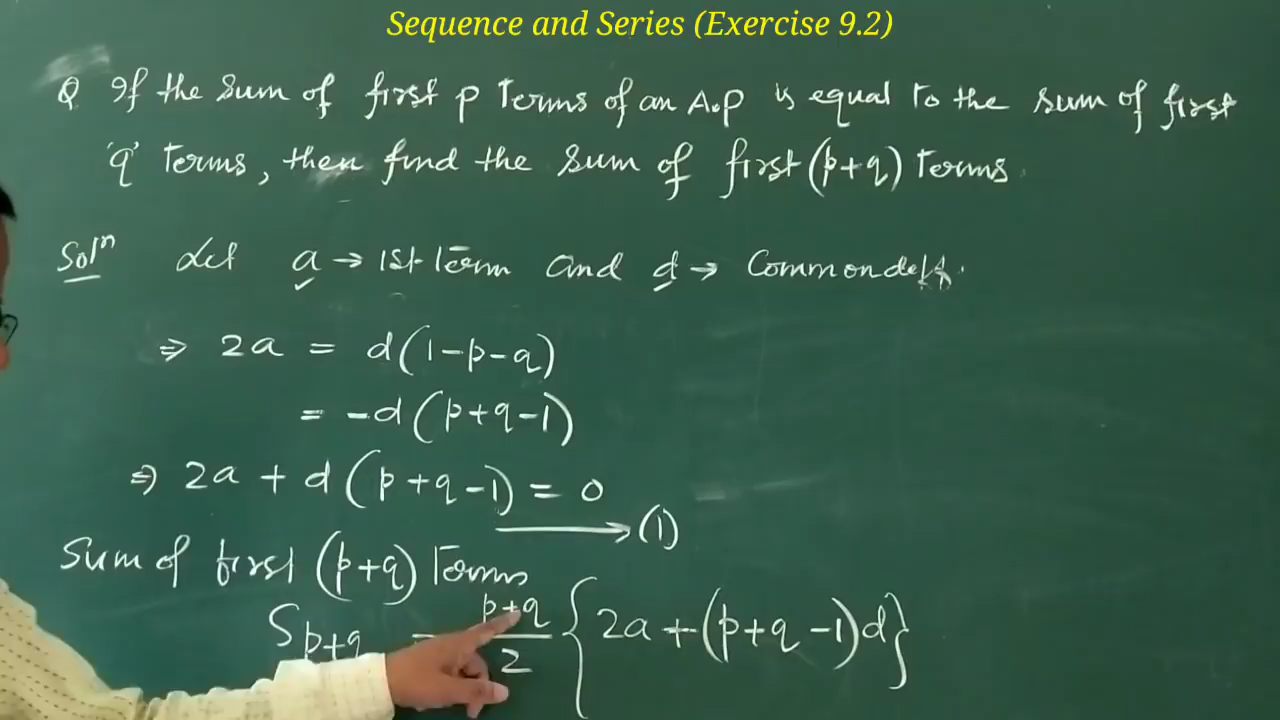 Sequence and Series (Exercise 9.2)
Q If the Sum of first p Terms of an A.P is equal to the sum of first
'q' Terms, then find the sum of first (p+q) Terms
Solⁿ Let a → 1st Term and d → Common deff.
⇒ 2a = d(1-p-q)
= -d(p+q-1)
⇒ 2a + d(p+q-1) = 0
→ (1)
Sum of first (p+q) Terms
S_{p+q} = p+q/2 {2a+(p+q-1)d}